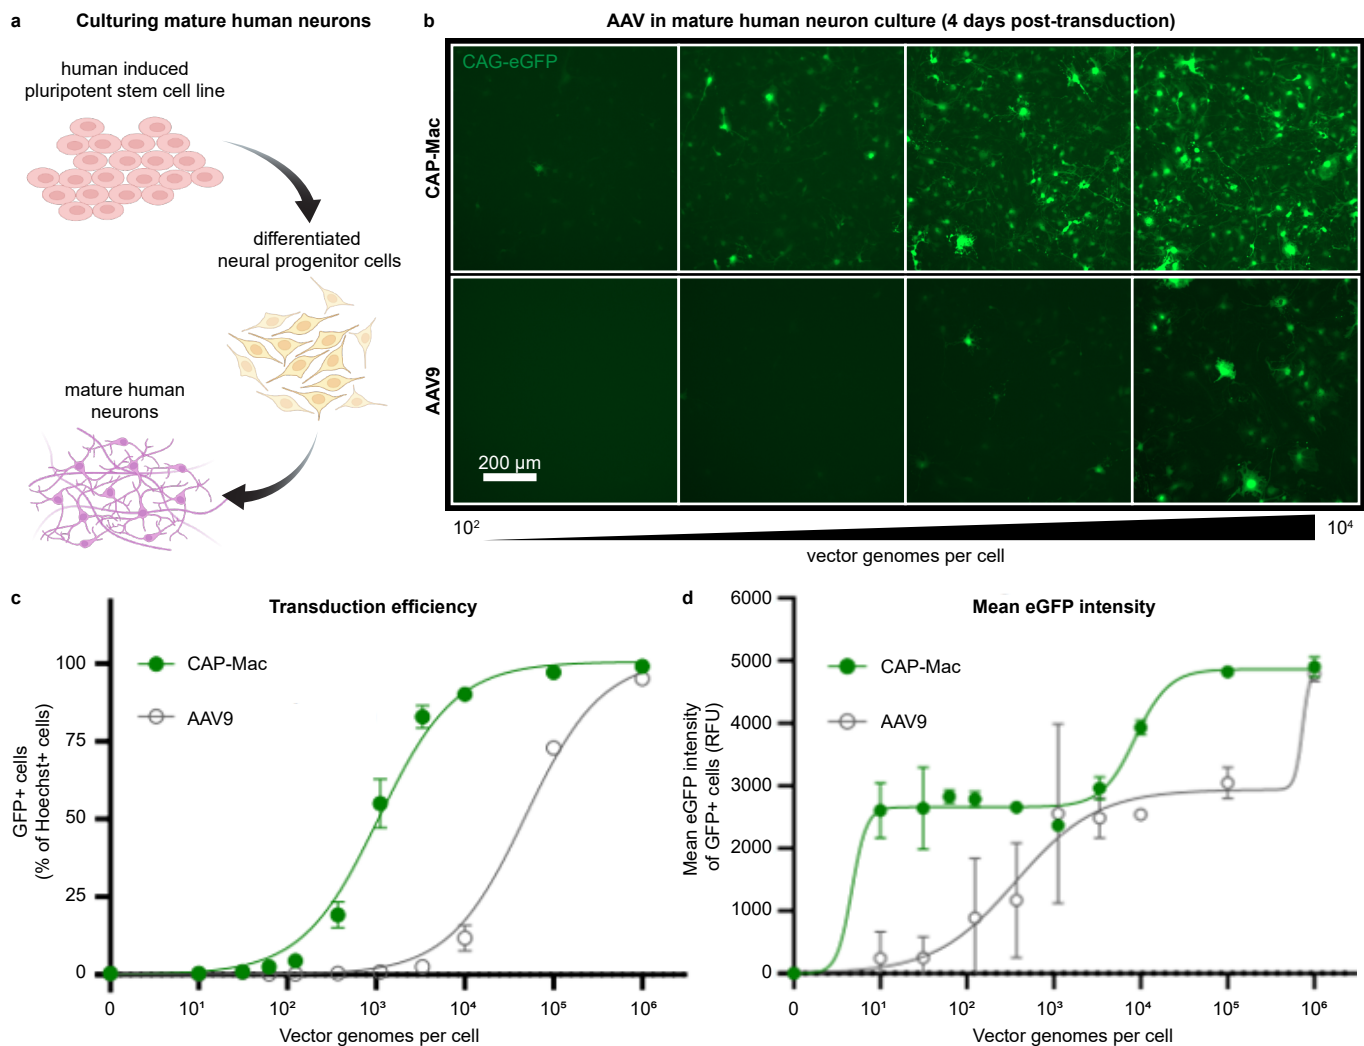 a Culturing mature human neurons
human induced
pluripotent stem cell line
differentiated
neural progenitor cells
mature human
neurons
b AAV in mature human neuron culture (4 days post-transduction)
CAG-eGFP
CAP-Mac
AAV9
200 µm
10² 10⁴
vector genomes per cell
c Transduction efficiency
CAP-Mac
AAV9
GFP+ cells
(% of Hoechst+ cells)
100
75
50
25
0
0 10¹ 10² 10³ 10⁴ 10⁵ 10⁶
Vector genomes per cell
d Mean eGFP intensity
CAP-Mac
AAV9
Mean eGFP intensity
of GFP+ cells (RFU)
6000
5000
4000
3000
2000
1000
0
0 10¹ 10² 10³ 10⁴ 10⁵ 10⁶
Vector genomes per cell